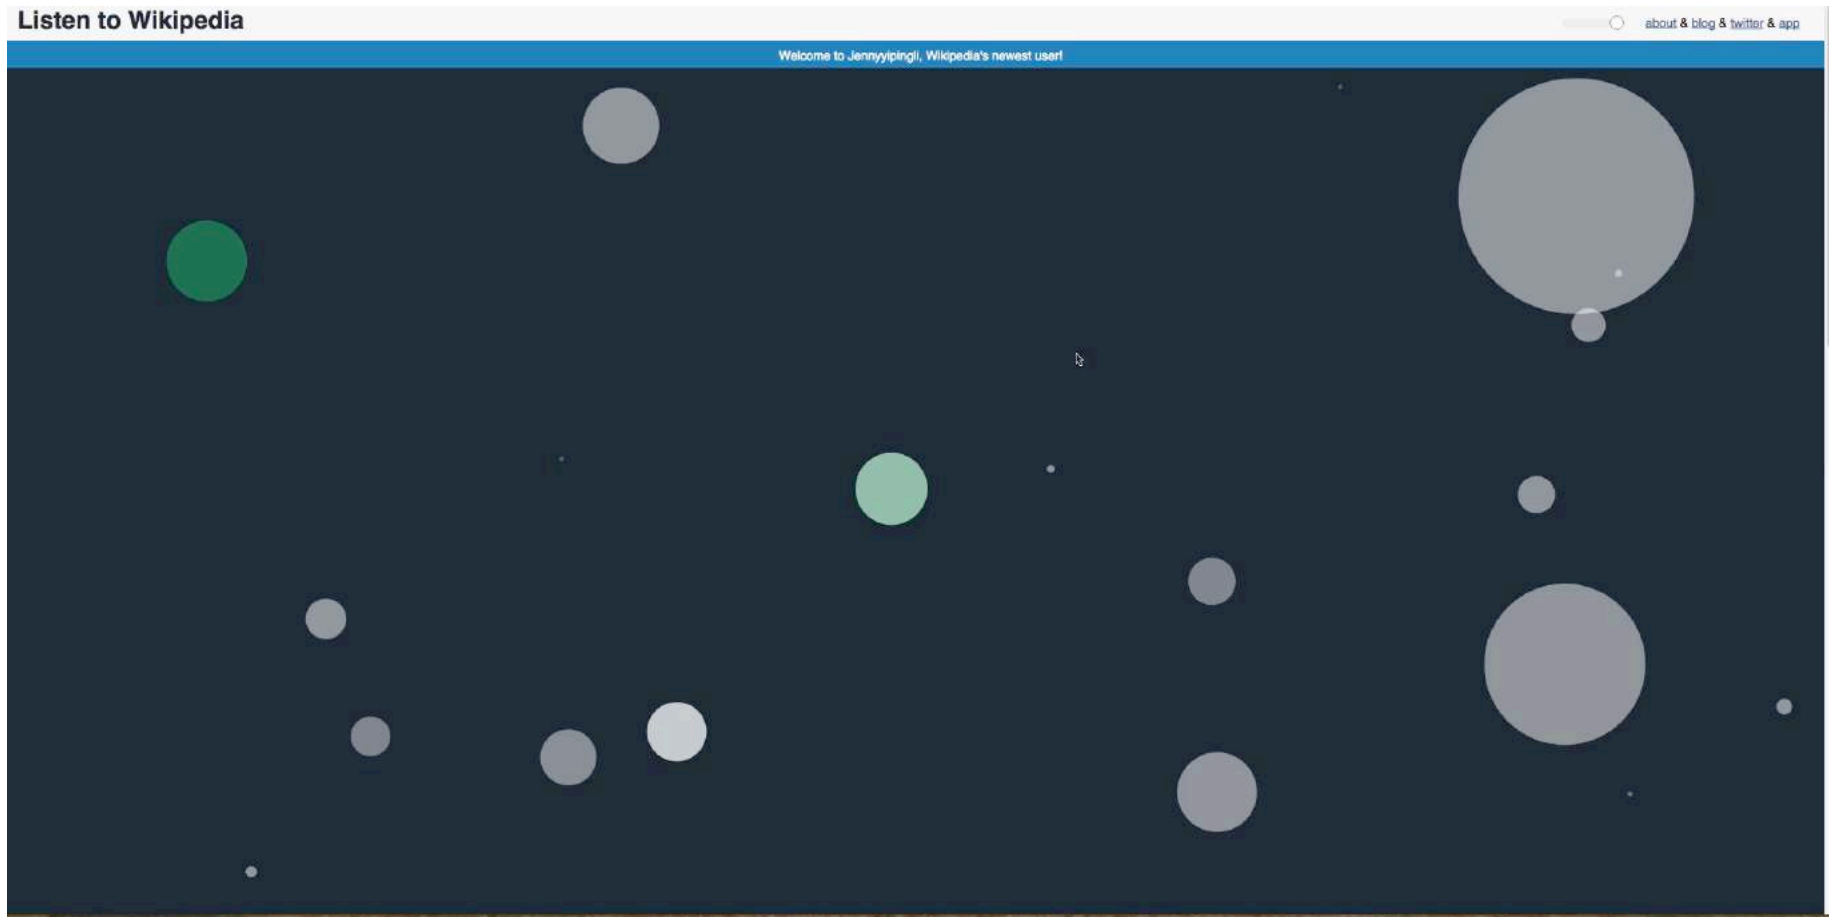 Listen to Wikipedia
about & blog & twitter & app
Welcome to Jennyyipingli, Wikipedia's newest user!